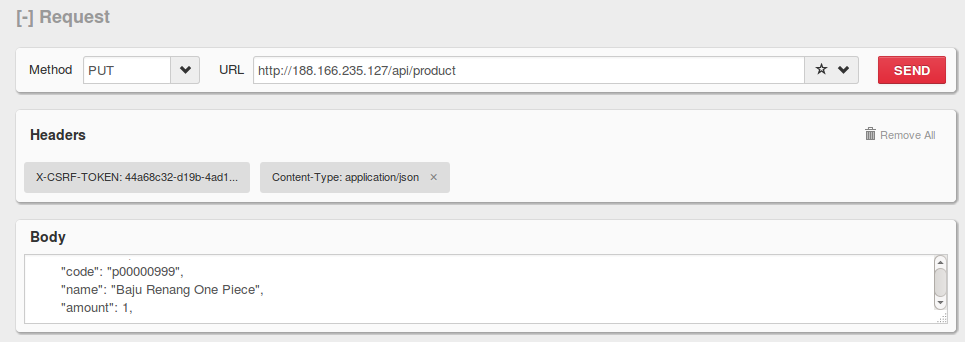 [-] Request
Method PUT URL http://188.166.235.127/api/product SEND
Headers Remove All
X-CSRF-TOKEN: 44a68c32-d19b-4ad1... Content-Type: application/json ×
Body
"code": "p00000999",
"name": "Baju Renang One Piece",
"amount": 1,